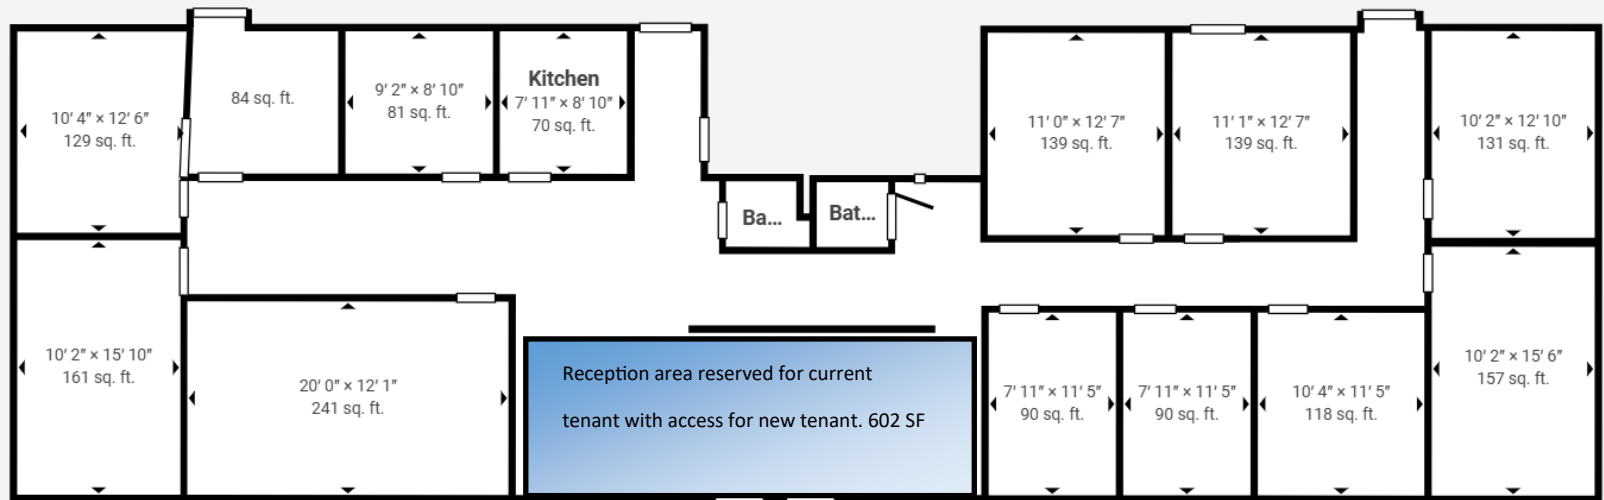 10' 4" × 12' 6"
129 sq. ft.
84 sq. ft.
9' 2" × 8' 10"
81 sq. ft.
Kitchen
7' 11" × 8' 10"
70 sq. ft.
Ba...
Bat...
11' 0" × 12' 7"
139 sq. ft.
11' 1" × 12' 7"
139 sq. ft.
10' 2" × 12' 10"
131 sq. ft.
10' 2" × 15' 10"
161 sq. ft.
20' 0" × 12' 1"
241 sq. ft.
Reception area reserved for current
tenant with access for new tenant. 602 SF
7' 11" × 11' 5"
90 sq. ft.
7' 11" × 11' 5"
90 sq. ft.
10' 4" × 11' 5"
118 sq. ft.
10' 2" × 15' 6"
157 sq. ft.